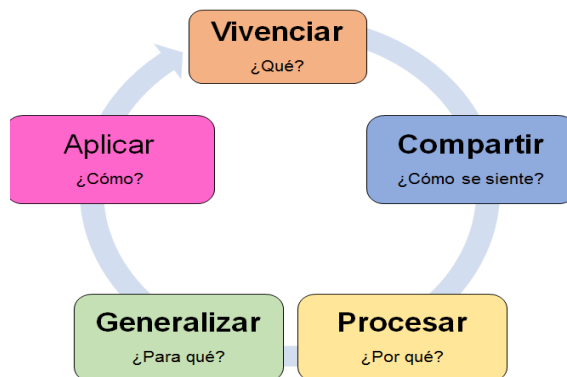 Vivenciar
¿Qué?
Compartir
¿Cómo se siente?
Procesar
¿Por qué?
Generalizar
¿Para qué?
Aplicar
¿Cómo?